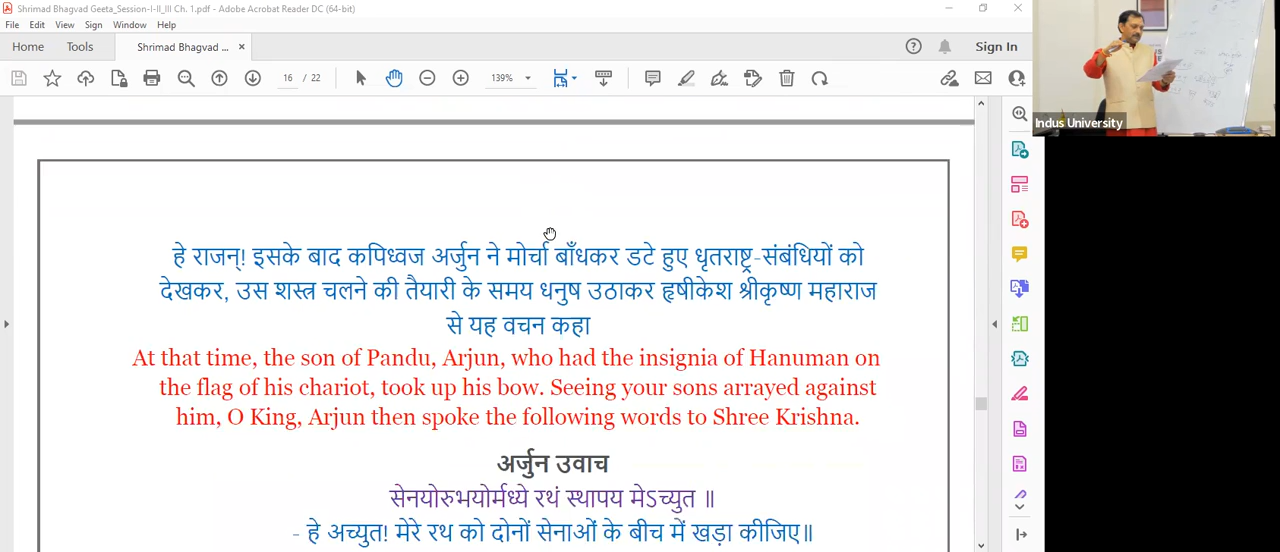 Shrimad Bhagvad Geeta_Session-I-II_III Ch. 1.pdf - Adobe Acrobat Reader DC (64-bit)
File Edit View Sign Window Help
Home Tools Shrimad Bhagvad ... × Sign In
16 / 22 139%
Indus University
हे राजन्! इसके बाद कपिध्वज अर्जुन ने मोर्चा बाँधकर डटे हुए धृतराष्ट्र-संबंधियों को
देखकर, उस शस्त्र चलने की तैयारी के समय धनुष उठाकर हृषीकेश श्रीकृष्ण महाराज
से यह वचन कहा
At that time, the son of Pandu, Arjun, who had the insignia of Hanuman on
the flag of his chariot, took up his bow. Seeing your sons arrayed against
him, O King, Arjun then spoke the following words to Shree Krishna.
अर्जुन उवाच
सेनयोरुभयोर्मध्ये रथं स्थापय मेऽच्युत ॥
- हे अच्युत! मेरे रथ को दोनों सेनाओं के बीच में खड़ा कीजिए॥